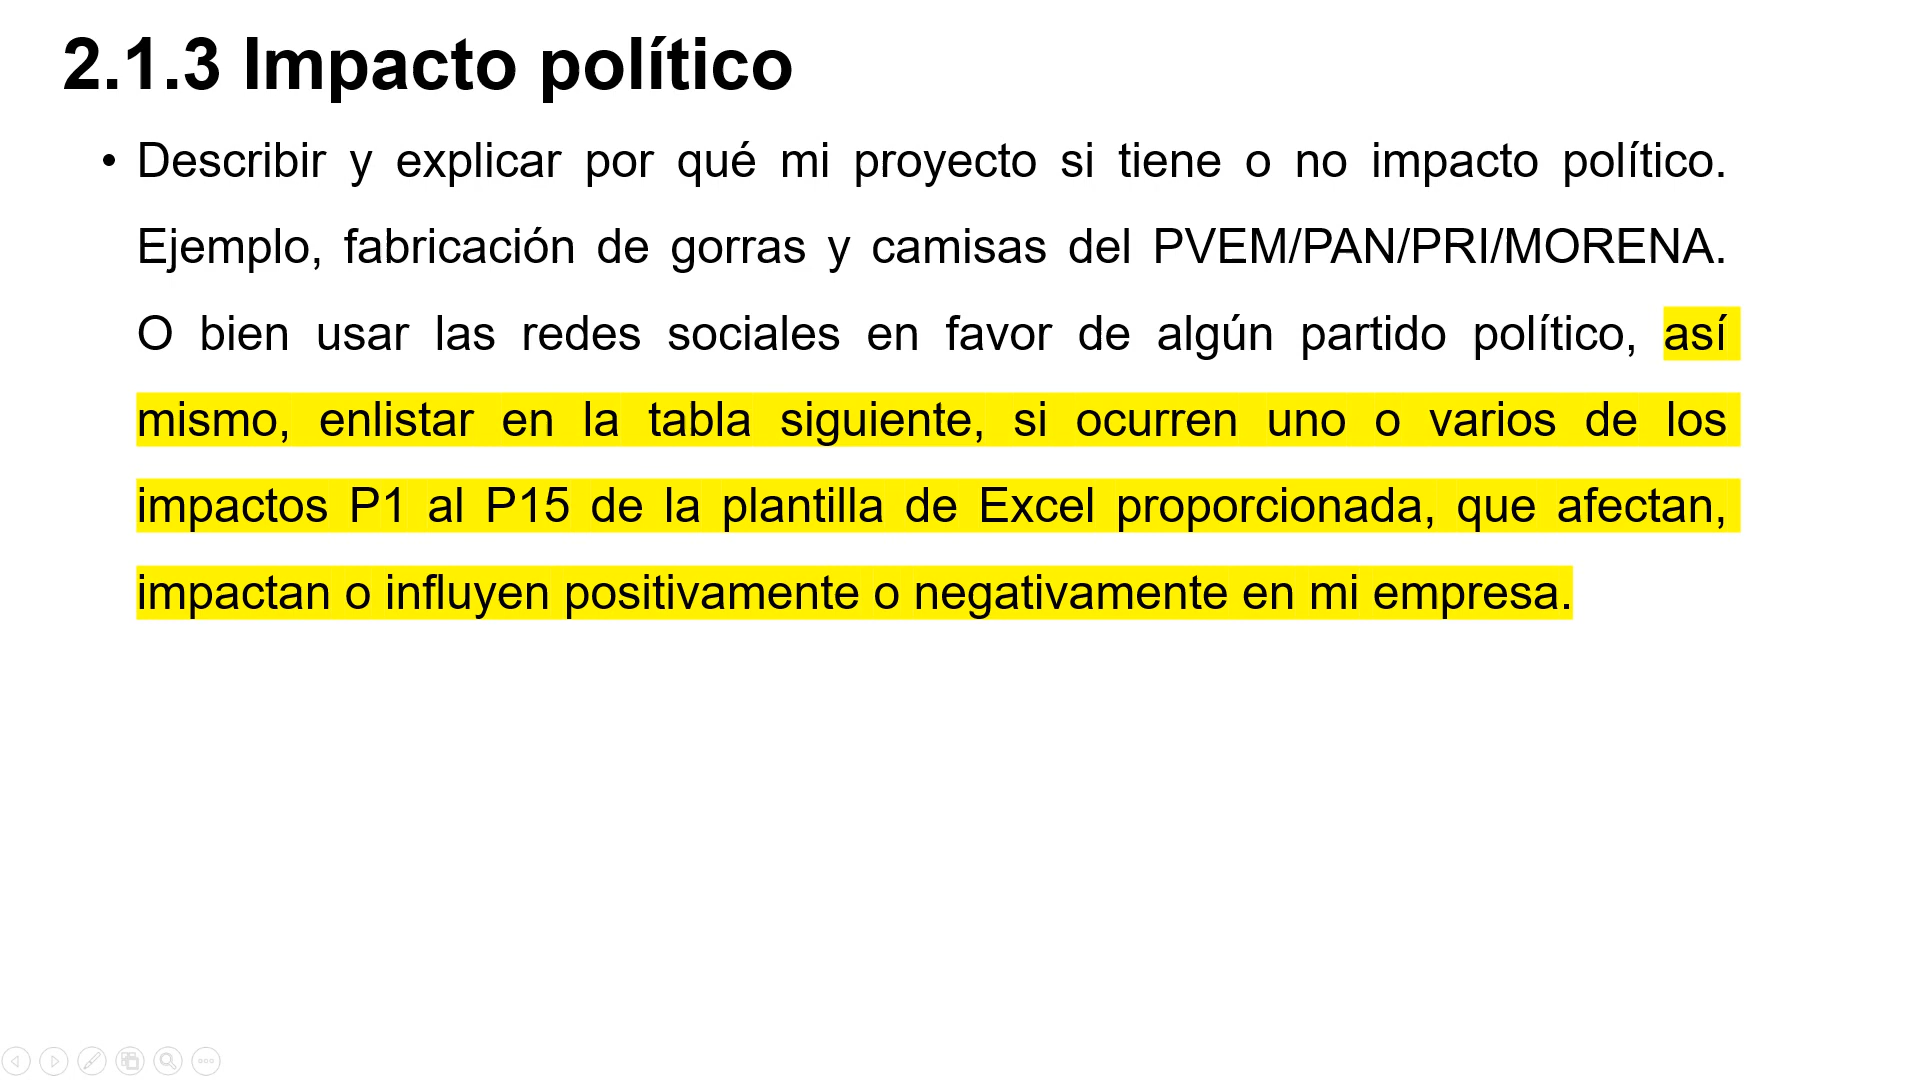 2.1.3 Impacto político
• Describir y explicar por qué mi proyecto si tiene o no impacto político.
Ejemplo, fabricación de gorras y camisas del PVEM/PAN/PRI/MORENA.
O bien usar las redes sociales en favor de algún partido político, así
mismo, enlistar en la tabla siguiente, si ocurren uno o varios de los
impactos P1 al P15 de la plantilla de Excel proporcionada, que afectan,
impactan o influyen positivamente o negativamente en mi empresa.